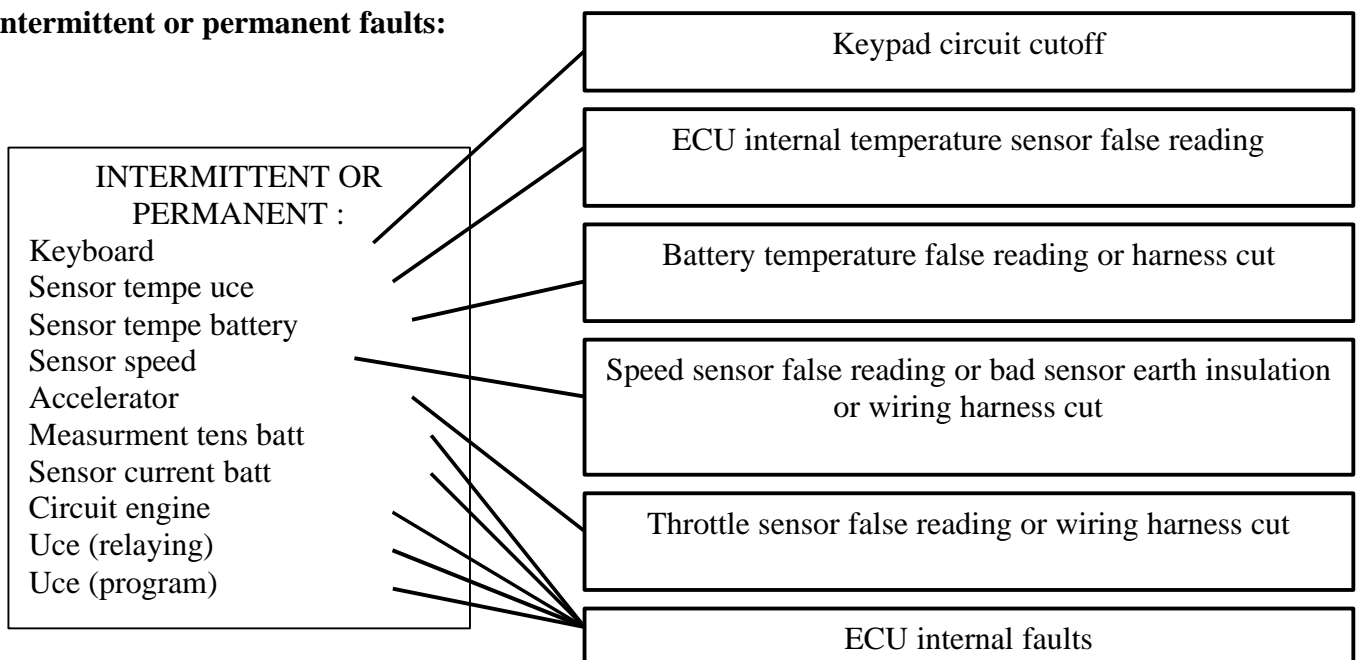 ntermittent or permanent faults:
INTERMITTENT OR
PERMANENT :
Keyboard
Sensor tempe uce
Sensor tempe battery
Sensor speed
Accelerator
Measurment tens batt
Sensor current batt
Circuit engine
Uce (relaying)
Uce (program)
Keypad circuit cutoff
ECU internal temperature sensor false reading
Battery temperature false reading or harness cut
Speed sensor false reading or bad sensor earth insulation
or wiring harness cut
Throttle sensor false reading or wiring harness cut
ECU internal faults